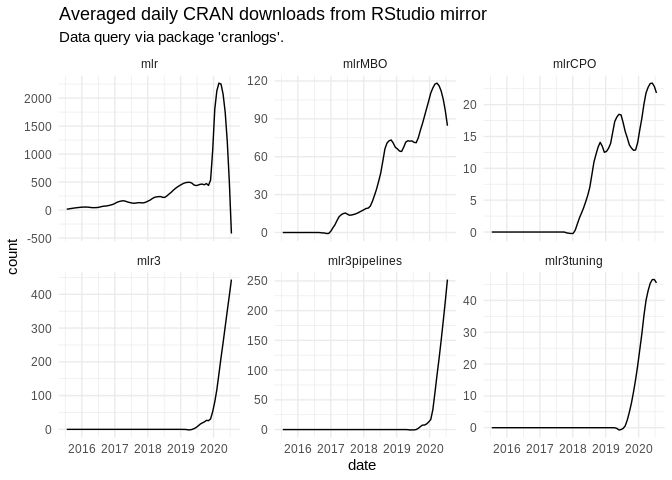 Averaged daily CRAN downloads from RStudio mirror
Data query via package 'cranlogs'.
mlr
mlrMBO
mlrCPO
2000
1500
1000
500
0
-500
120
90
60
30
0
20
15
10
5
0
count
mlr3
mlr3pipelines
mlr3tuning
400
300
200
100
0
250
200
150
100
50
0
40
30
20
10
0
2016 2017 2018 2019 2020
2016 2017 2018 2019 2020
2016 2017 2018 2019 2020
date